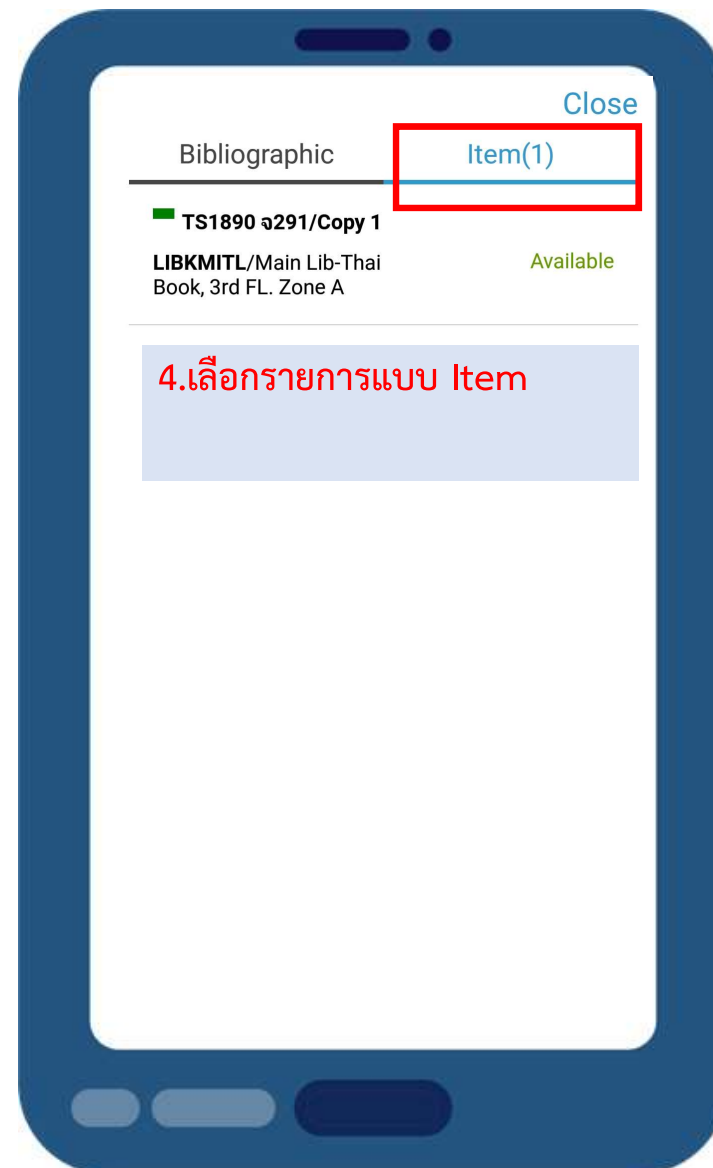 Close
Bibliographic Item(1)
TS1890 จ291/Copy 1
LIBKMITL/Main Lib-Thai Available
Book, 3rd FL. Zone A
4.เลือกรายการแบบ Item